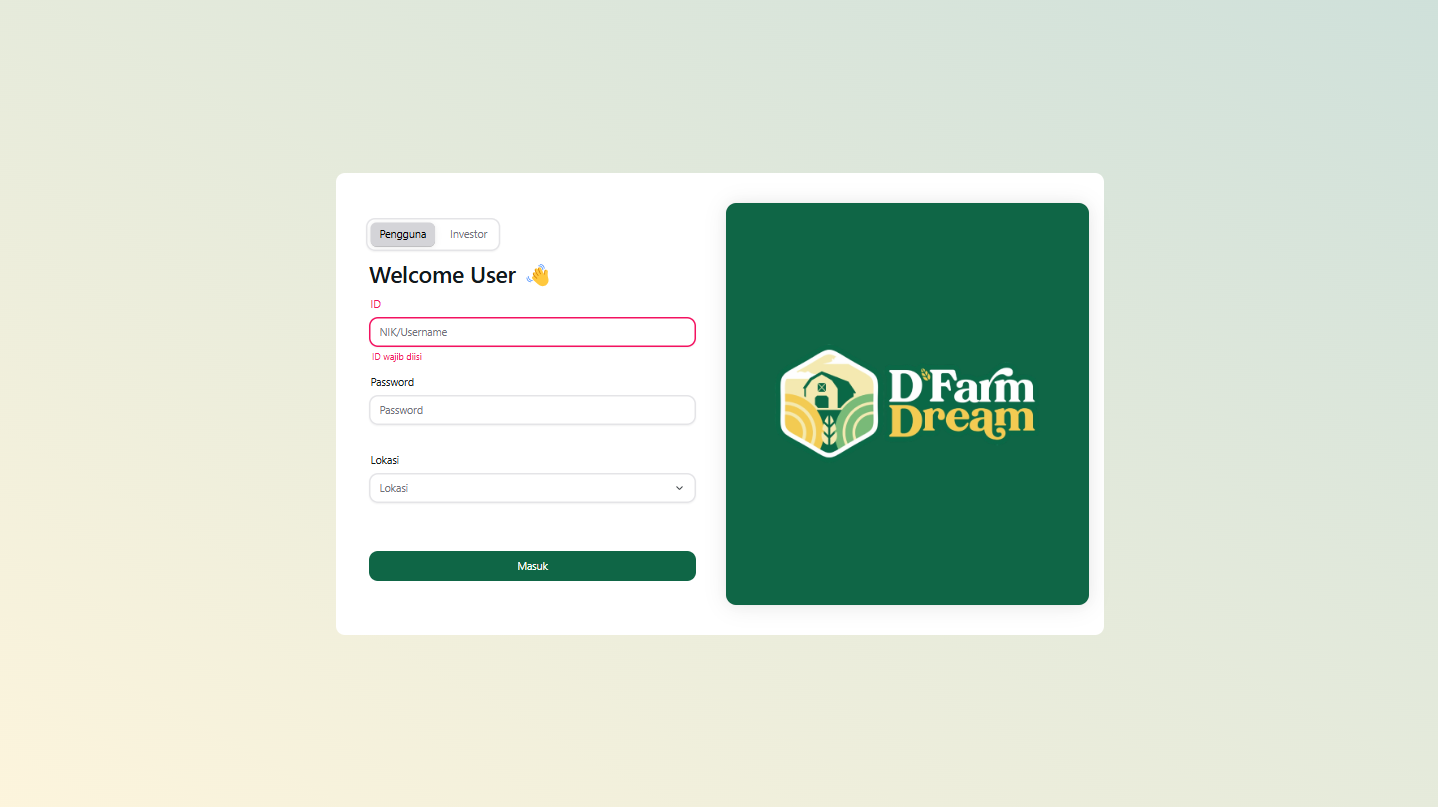 Pengguna Investor
Welcome User 👋
ID
NIK/Username
ID wajib diisi
Password
Password
Lokasi
Lokasi
Masuk
D'Farm
Dream